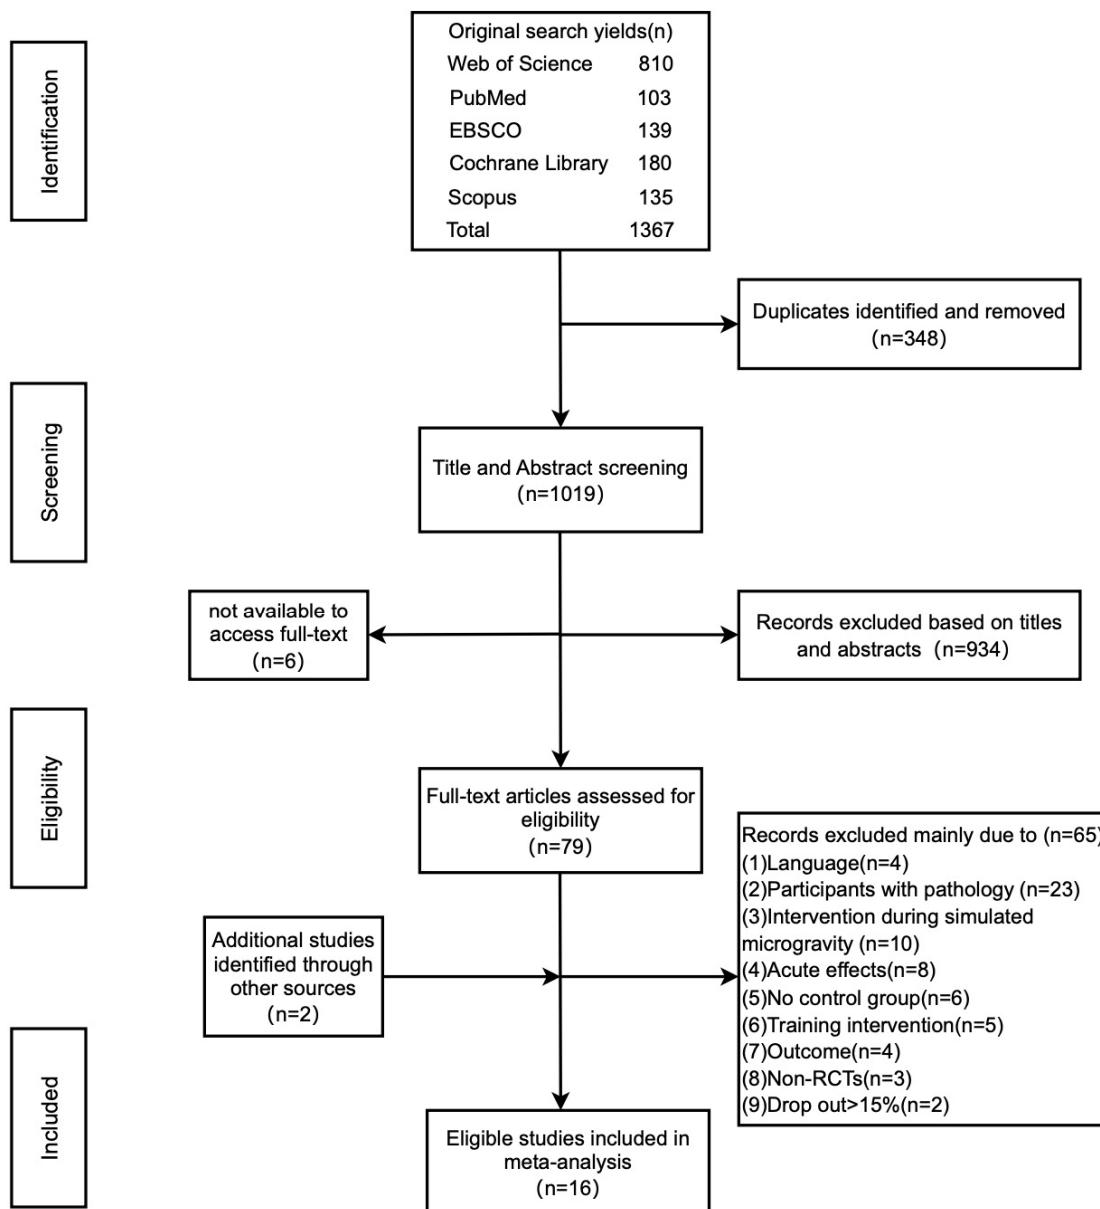 Identification
Original search yields(n)
Web of Science 810
PubMed 103
EBSCO 139
Cochrane Library 180
Scopus 135
Total 1367
Duplicates identified and removed
(n=348)
Screening
Title and Abstract screening
(n=1019)
not available to
access full-text
(n=6)
Records excluded based on titles
and abstracts (n=934)
Eligibility
Full-text articles assessed for
eligibility
(n=79)
Additional studies
identified through
other sources
(n=2)
Records excluded mainly due to (n=65)
(1)Language(n=4)
(2)Participants with pathology (n=23)
(3)Intervention during simulated
microgravity (n=10)
(4)Acute effects(n=8)
(5)No control group(n=6)
(6)Training intervention(n=5)
(7)Outcome(n=4)
(8)Non-RCTs(n=3)
(9)Drop out>15%(n=2)
Included
Eligible studies included in
meta-analysis
(n=16)